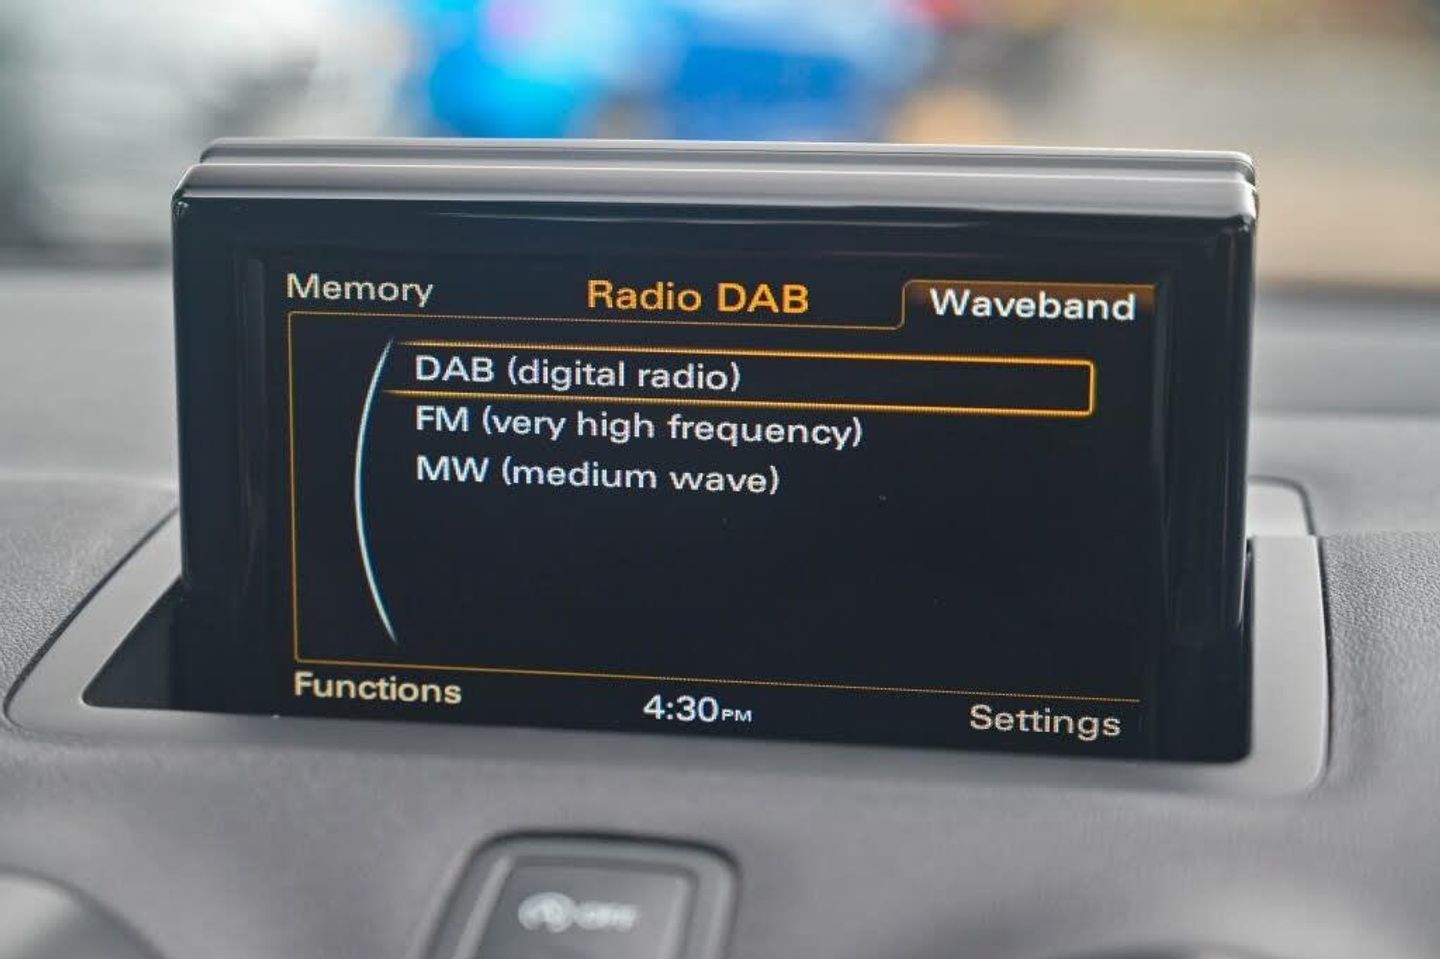 Memory Radio DAB Waveband
DAB (digital radio)
FM (very high frequency)
MW (medium wave)
Functions 4:30PM Settings